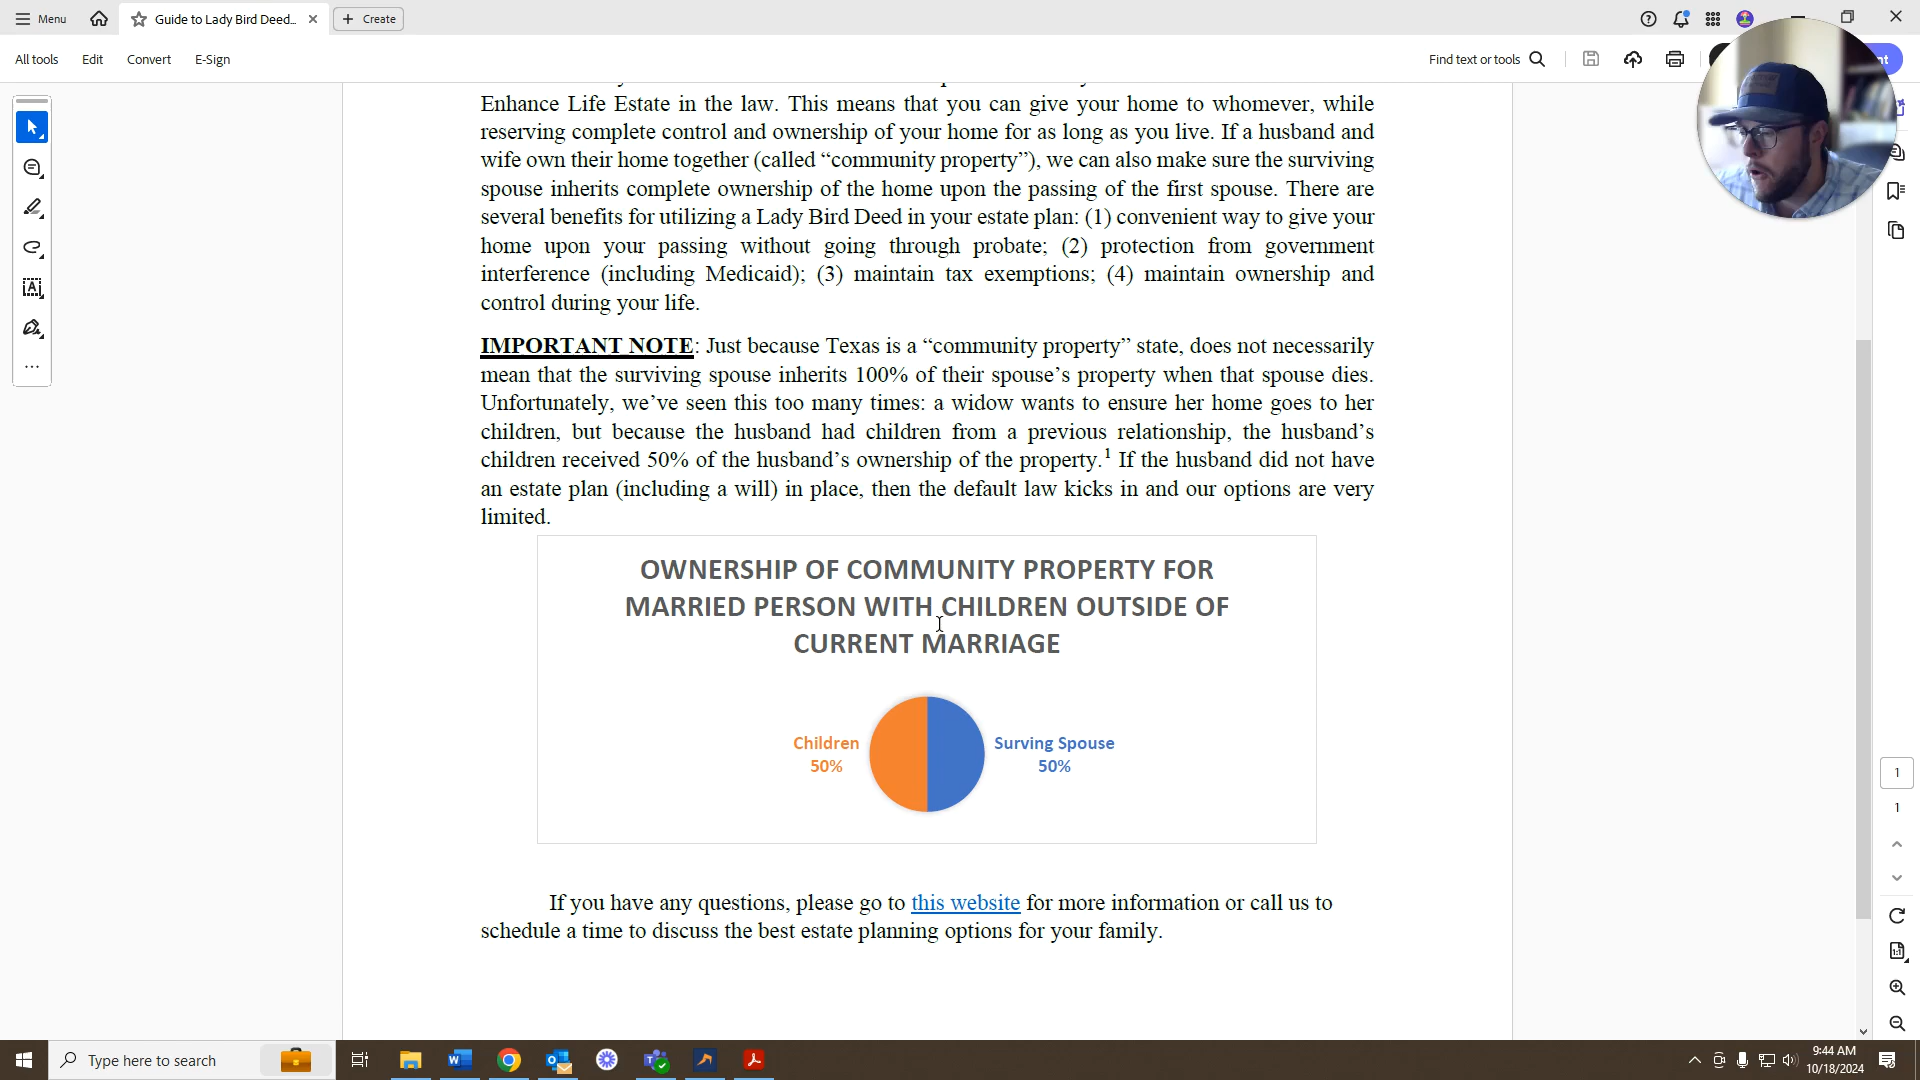 Menu
Guide to Lady Bird Deed...
Create
All tools
Edit
Convert
E-Sign
Find text or tools
Enhance Life Estate in the law. This means that you can give your home to whomever, while
reserving complete control and ownership of your home for as long as you live. If a husband and
wife own their home together (called “community property”), we can also make sure the surviving
spouse inherits complete ownership of the home upon the passing of the first spouse. There are
several benefits for utilizing a Lady Bird Deed in your estate plan: (1) convenient way to give your
home upon your passing without going through probate; (2) protection from government
interference (including Medicaid); (3) maintain tax exemptions; (4) maintain ownership and
control during your life.
IMPORTANT NOTE: Just because Texas is a “community property” state, does not necessarily
mean that the surviving spouse inherits 100% of their spouse’s property when that spouse dies.
Unfortunately, we’ve seen this too many times: a widow wants to ensure her home goes to her
children, but because the husband had children from a previous relationship, the husband’s
children received 50% of the husband’s ownership of the property.1 If the husband did not have
an estate plan (including a will) in place, then the default law kicks in and our options are very
limited.
OWNERSHIP OF COMMUNITY PROPERTY FOR
MARRIED PERSON WITH CHILDREN OUTSIDE OF
CURRENT MARRIAGE
Children
50%
Surving Spouse
50%
If you have any questions, please go to this website for more information or call us to
schedule a time to discuss the best estate planning options for your family.
1
1
Type here to search
9:44 AM
10/18/2024